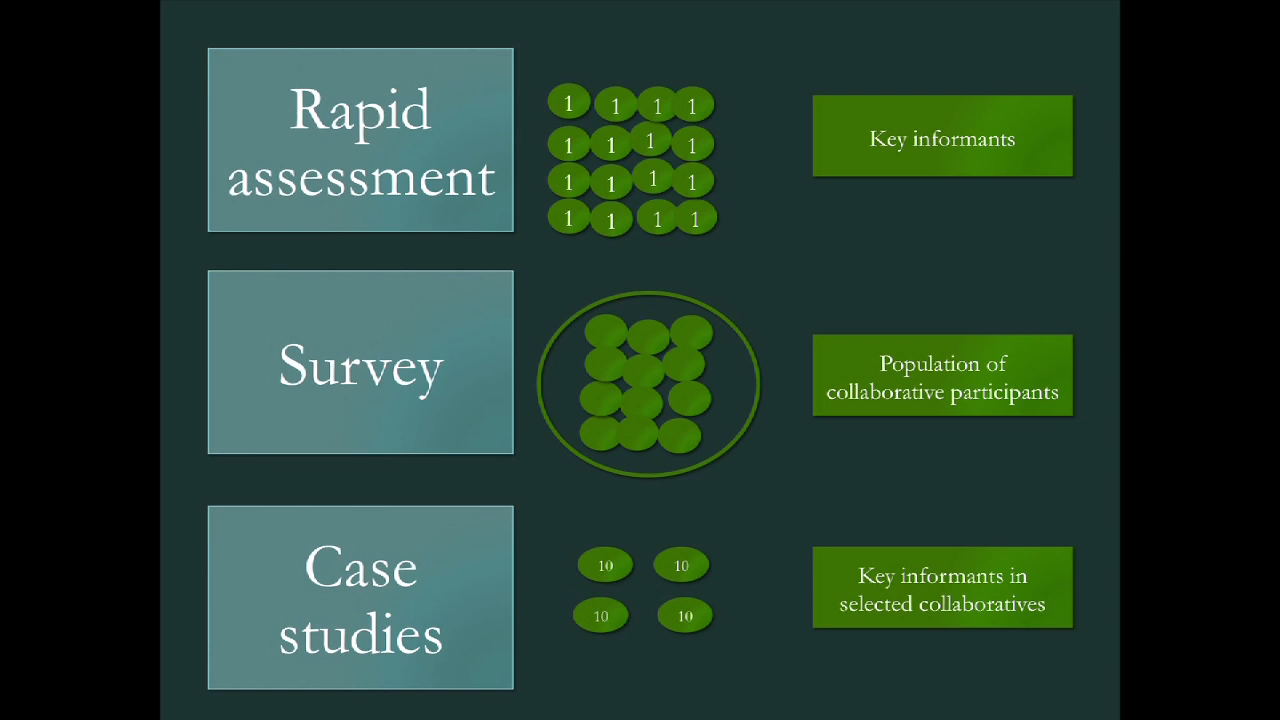 Rapid
assessment
1 1 1 1
1 1 1 1
1 1 1 1
1 1 1 1
Key informants
Survey
Population of
collaborative participants
Case
studies
10 10
10 10
Key informants in
selected collaboratives